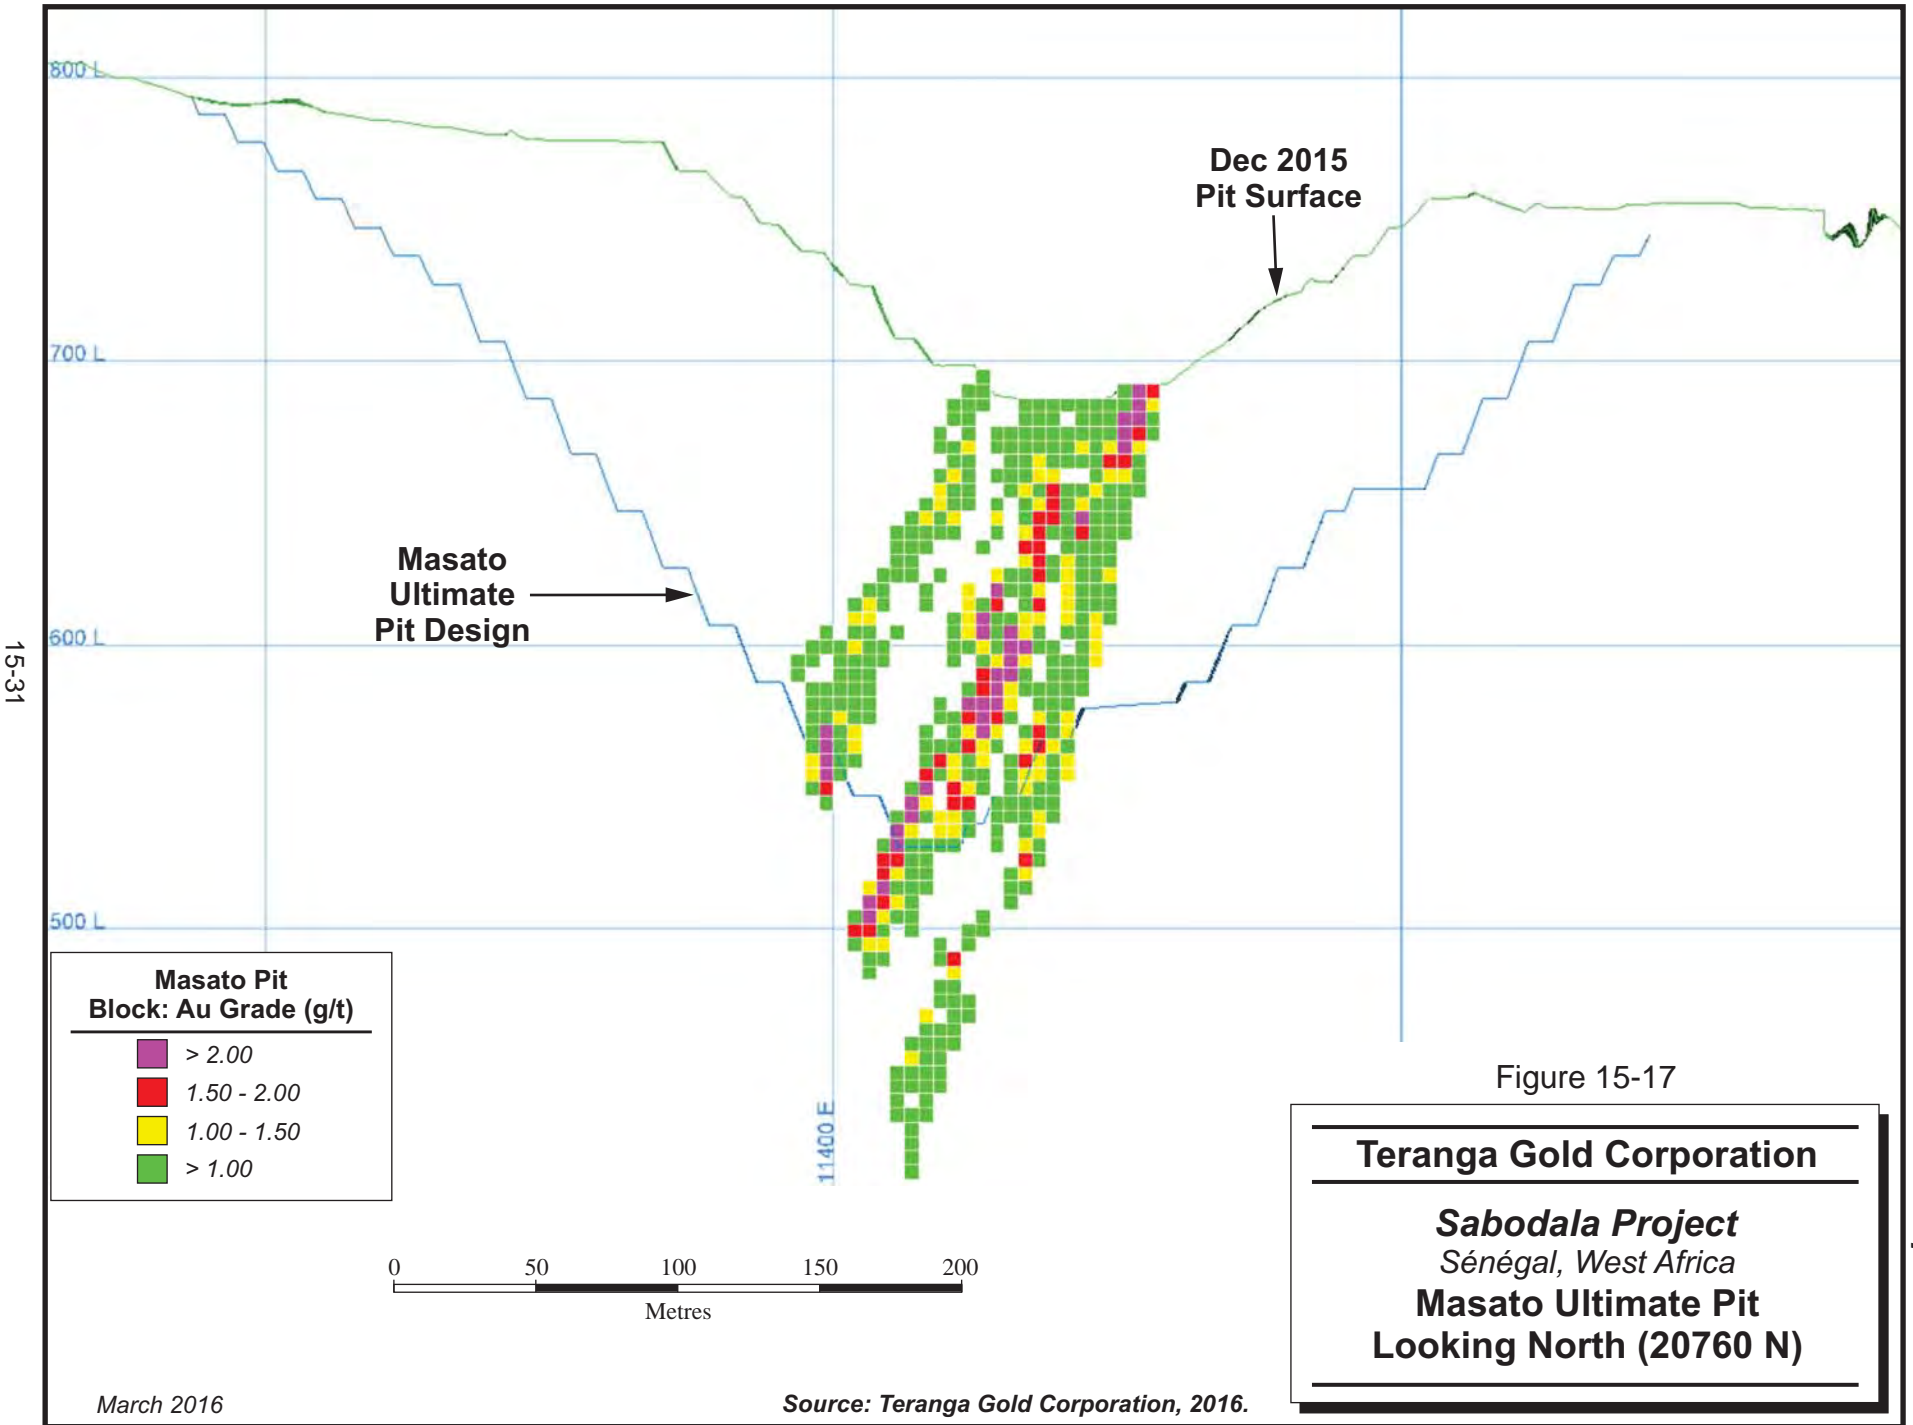 800 L
Dec 2015
Pit Surface
700 L
Masato
Ultimate
Pit Design
600 L
15-31
500 L
Masato Pit
Block: Au Grade (g/t)
> 2.00
1.50 - 2.00
1.00 - 1.50
> 1.00
11400 E
Figure 15-17
Teranga Gold Corporation
Sabodala Project
Sénégal, West Africa
Masato Ultimate Pit
Looking North (20760 N)
0 50 100 150 200
Metres
March 2016
Source: Teranga Gold Corporation, 2016.